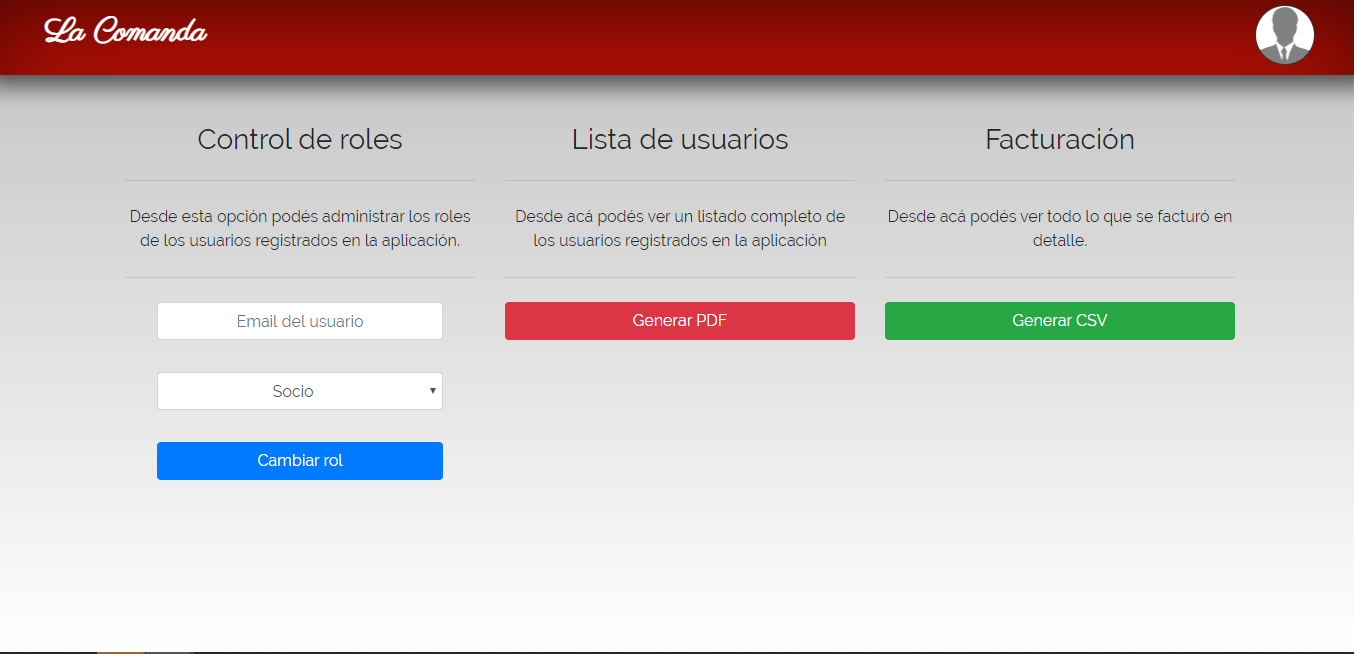 La Comanda
Control de roles
Desde esta opción podés administrar los roles
de los usuarios registrados en la aplicación.
Email del usuario
Socio
Cambiar rol
Lista de usuarios
Desde acá podés ver un listado completo de
los usuarios registrados en la aplicación
Generar PDF
Facturación
Desde acá podés ver todo lo que se facturó en
detalle.
Generar CSV